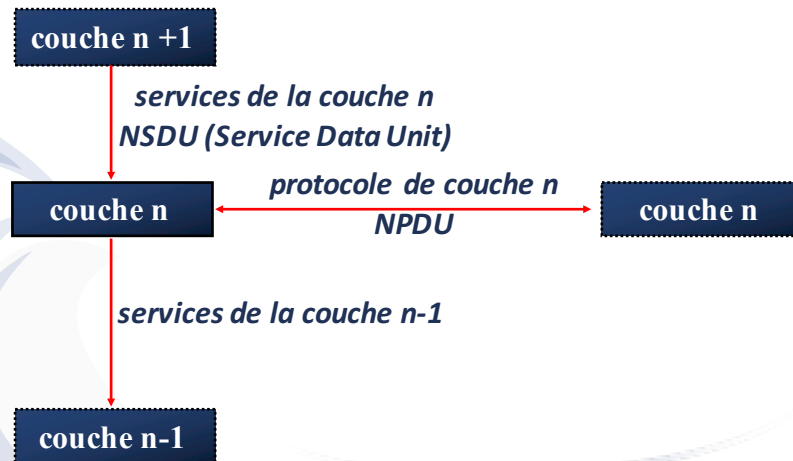 couche n +1
services de la couche n
NSDU (Service Data Unit)
couche n
protocole de couche n
NPDU
couche n
services de la couche n-1
couche n-1